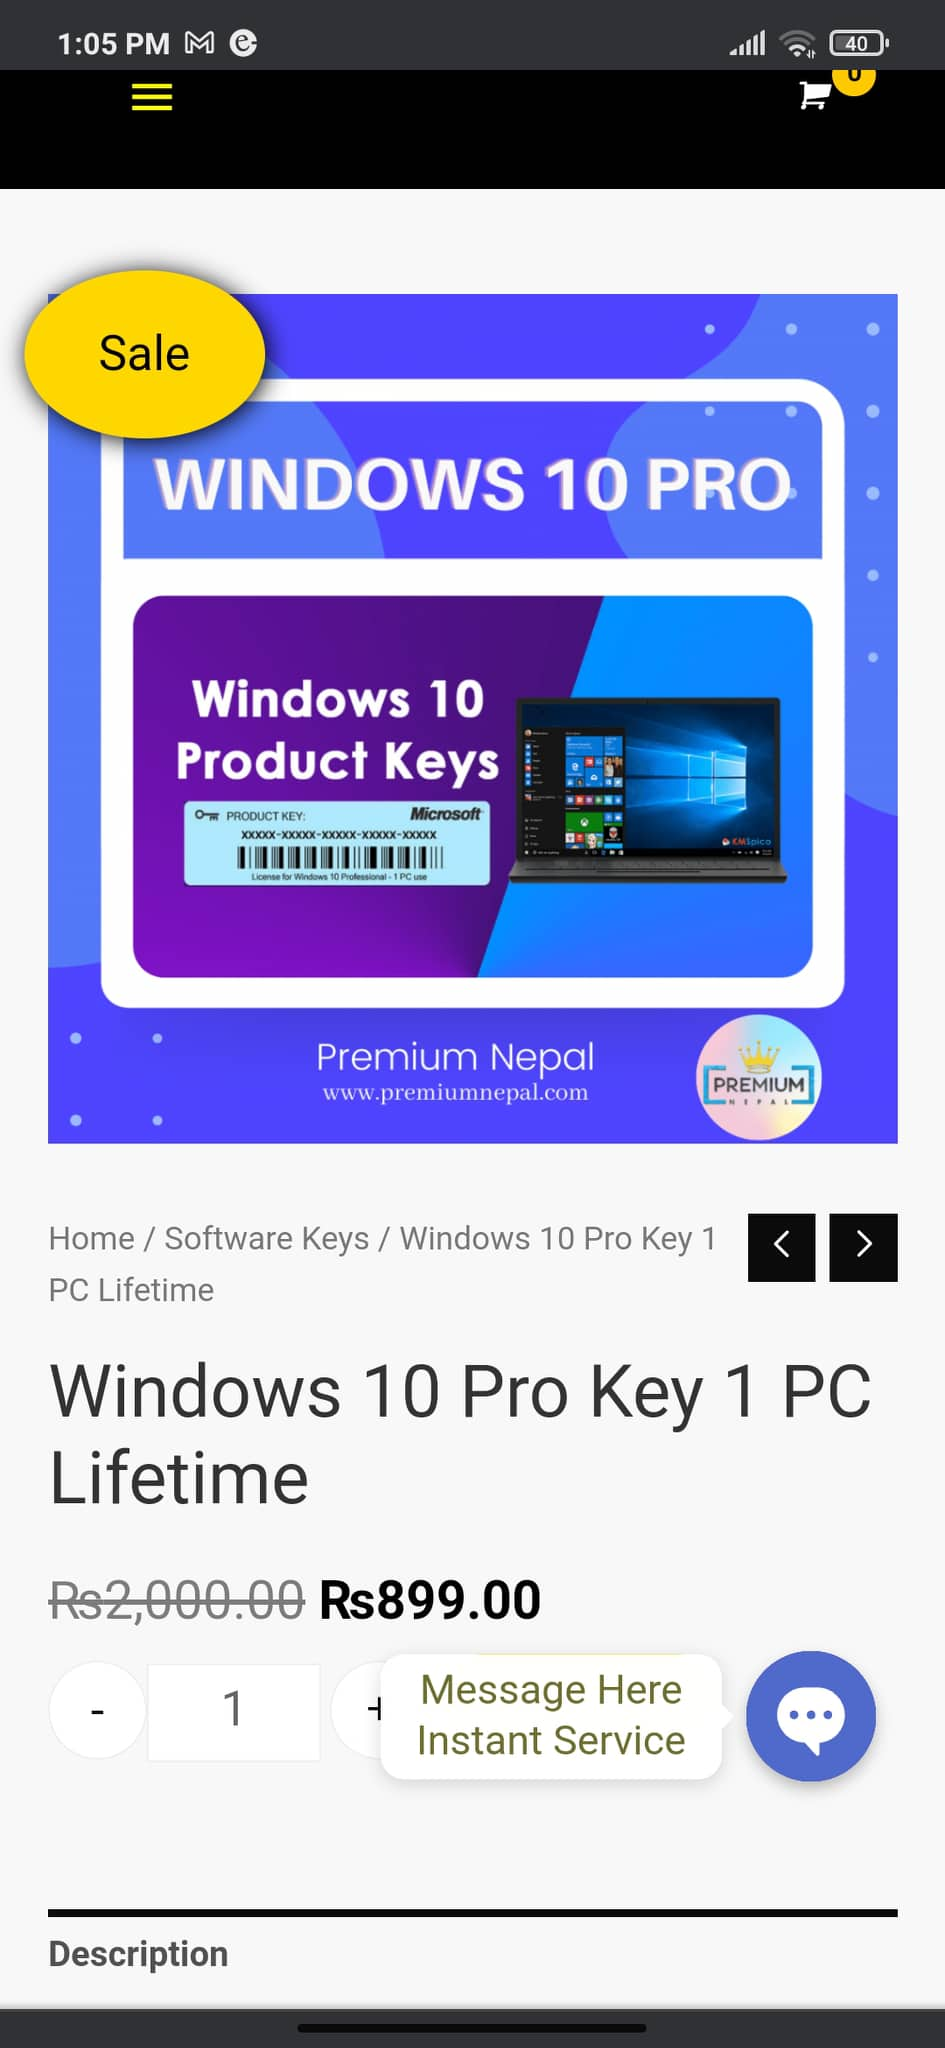 1:05 PM
40
0
Sale
WINDOWS 10 PRO
Windows 10
Product Keys
PRODUCT KEY:
Microsoft
XXXXX-XXXXX-XXXXX-XXXXX-XXXXX
License for Windows 10 Professional - 1 PC use
KMSpico
Premium Nepal
www.premiumnepal.com
PREMIUM
NEPAL
Home / Software Keys / Windows 10 Pro Key 1
PC Lifetime
Windows 10 Pro Key 1 PC
Lifetime
Rs2,000.00 Rs899.00
- 1 +
Message Here
Instant Service
Description